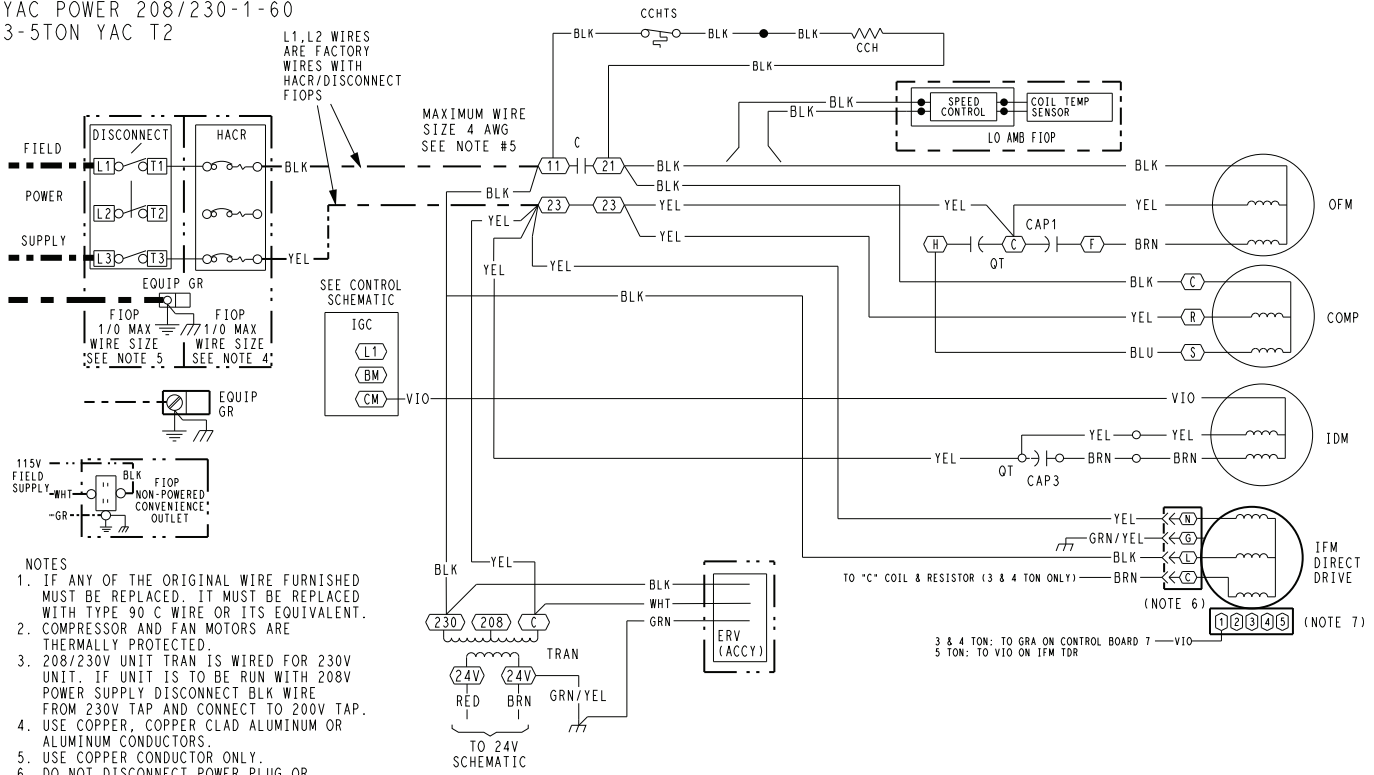 YAC POWER 208/230-1-60
3-5TON YAC T2
L1,L2 WIRES
ARE FACTORY
WIRES WITH
HACR/DISCONNECT
FIOPS
MAXIMUM WIRE
SIZE 4 AWG
SEE NOTE #5
CCHTS
BLK
BLK
BLK
CCH
BLK
BLK
BLK
SPEED
CONTROL
COIL TEMP
SENSOR
LO AMB FIOP
DISCONNECT
HACR
FIELD
POWER
SUPPLY
L1
T1
L2
T2
L3
T3
BLK
YEL
EQUIP GR
FIOP
1/0 MAX
WIRE SIZE
SEE NOTE 5
FIOP
1/0 MAX
WIRE SIZE
SEE NOTE 4
C
11
21
BLK
BLK
BLK
BLK
23
23
YEL
YEL
YEL
YEL
YEL
YEL
YEL
BLK
CAP1
H
C
F
QT
BRN
OFM
BLK
C
YEL
R
BLU
S
COMP
SEE CONTROL
SCHEMATIC
IGC
L1
BM
CM
VIO
VIO
YEL
YEL
YEL
BRN
BRN
QT
CAP3
IDM
EQUIP
GR
115V
FIELD
SUPPLY
WHT
GR
BLK
FIOP
NON-POWERED
CONVENIENCE
OUTLET
YEL
N
GRN/YEL
G
BLK
L
TO "C" COIL & RESISTOR (3 & 4 TON ONLY)
BRN
C
(NOTE 6)
IFM
DIRECT
DRIVE
1
2
3
4
5
(NOTE 7)
3 & 4 TON: TO GRA ON CONTROL BOARD 7
5 TON: TO VIO ON IFM TDR
VIO
BLK
YEL
230
208
C
BLK
WHT
GRN
ERV
(ACCY)
TRAN
24V
24V
RED
BRN
GRN/YEL
TO 24V
SCHEMATIC
NOTES
1. IF ANY OF THE ORIGINAL WIRE FURNISHED
MUST BE REPLACED. IT MUST BE REPLACED
WITH TYPE 90 C WIRE OR ITS EQUIVALENT.
2. COMPRESSOR AND FAN MOTORS ARE
THERMALLY PROTECTED.
3. 208/230V UNIT TRAN IS WIRED FOR 230V
UNIT. IF UNIT IS TO BE RUN WITH 208V
POWER SUPPLY DISCONNECT BLK WIRE
FROM 230V TAP AND CONNECT TO 200V TAP.
4. USE COPPER, COPPER CLAD ALUMINUM OR
ALUMINUM CONDUCTORS.
5. USE COPPER CONDUCTOR ONLY.
6. DO NOT DISCONNECT POWER PLUG OR